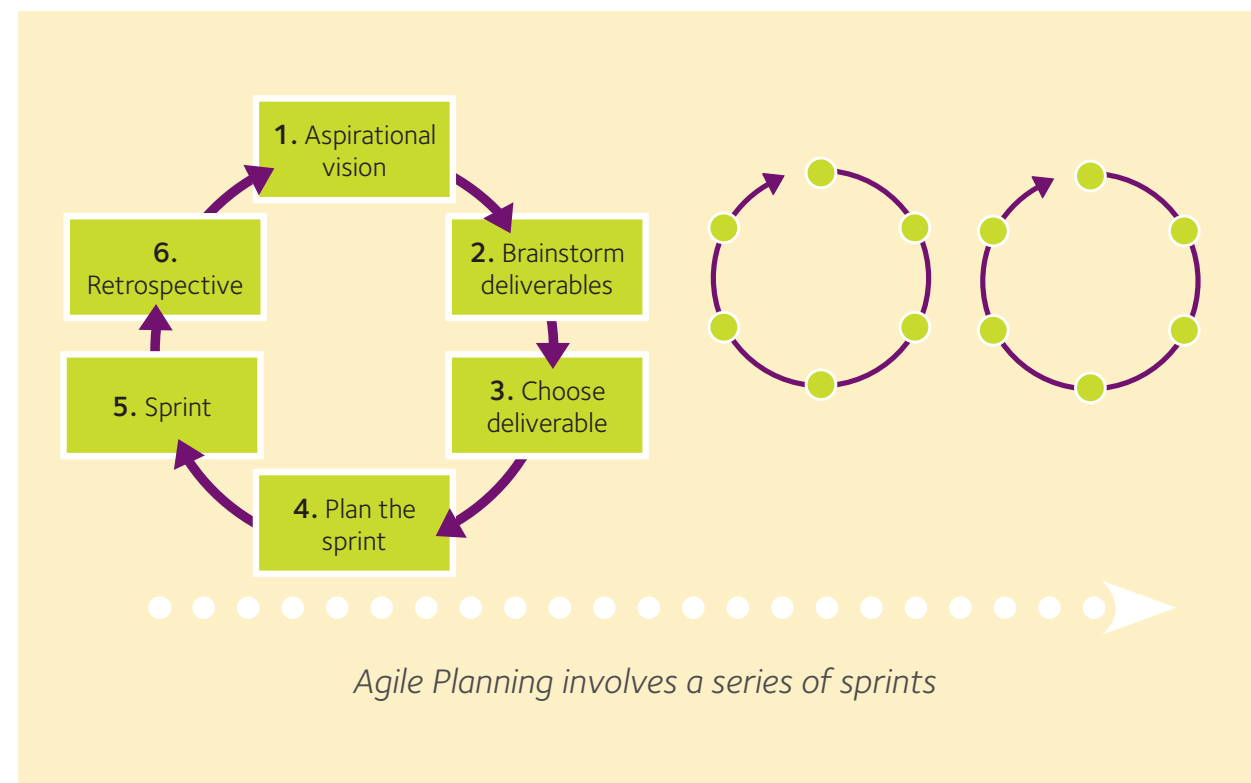 1. Aspirational
vision
2. Brainstorm
deliverables
3. Choose
deliverable
4. Plan the
sprint
5. Sprint
6.
Retrospective
Agile Planning involves a series of sprints